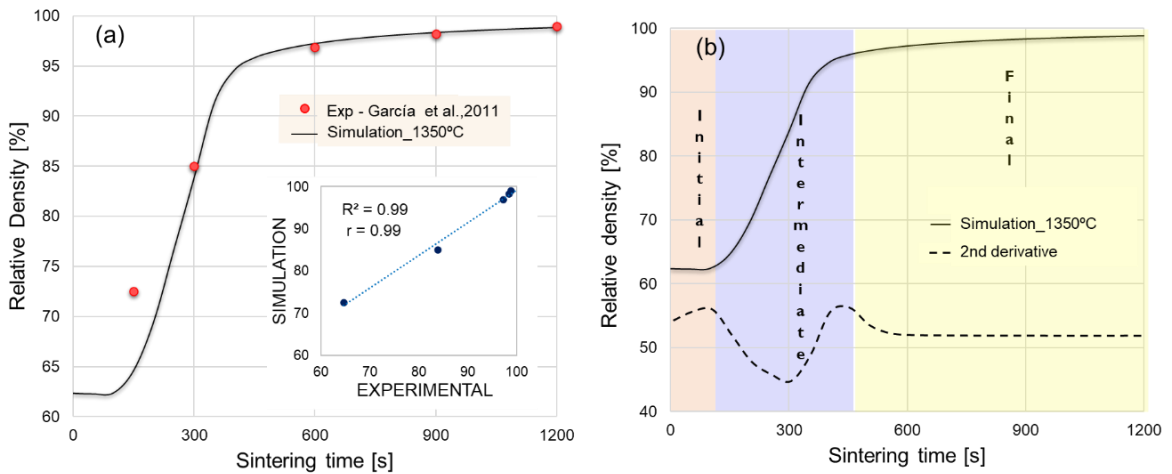 (a)
Relative Density [%]
100
95
90
85
80
75
70
65
60
Exp - García et al.,2011
Simulation_1350ºC
R² = 0.99
r = 0.99
SIMULATION
100
90
80
70
60
60 70 80 90 100
EXPERIMENTAL
0 300 600 900 1200
Sintering time [s]
(b)
Relative density [%]
100
90
80
70
60
50
40
Initial
Intermediate
Final
Simulation_1350ºC
2nd derivative
0 300 600 900 1200
Sintering time [s]